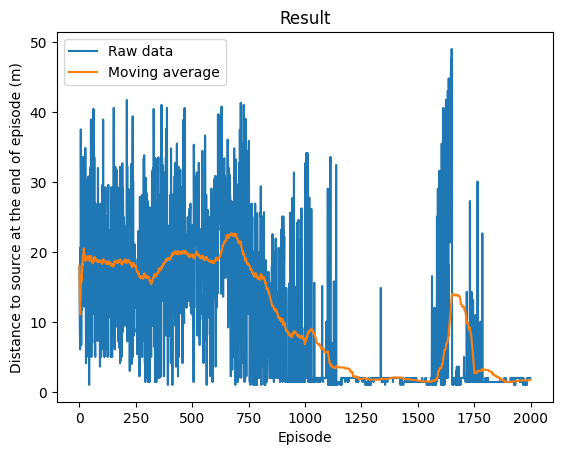 Result
Raw data
Moving average
Distance to source at the end of episode (m)
50
40
30
20
10
0
0 250 500 750 1000 1250 1500 1750 2000
Episode